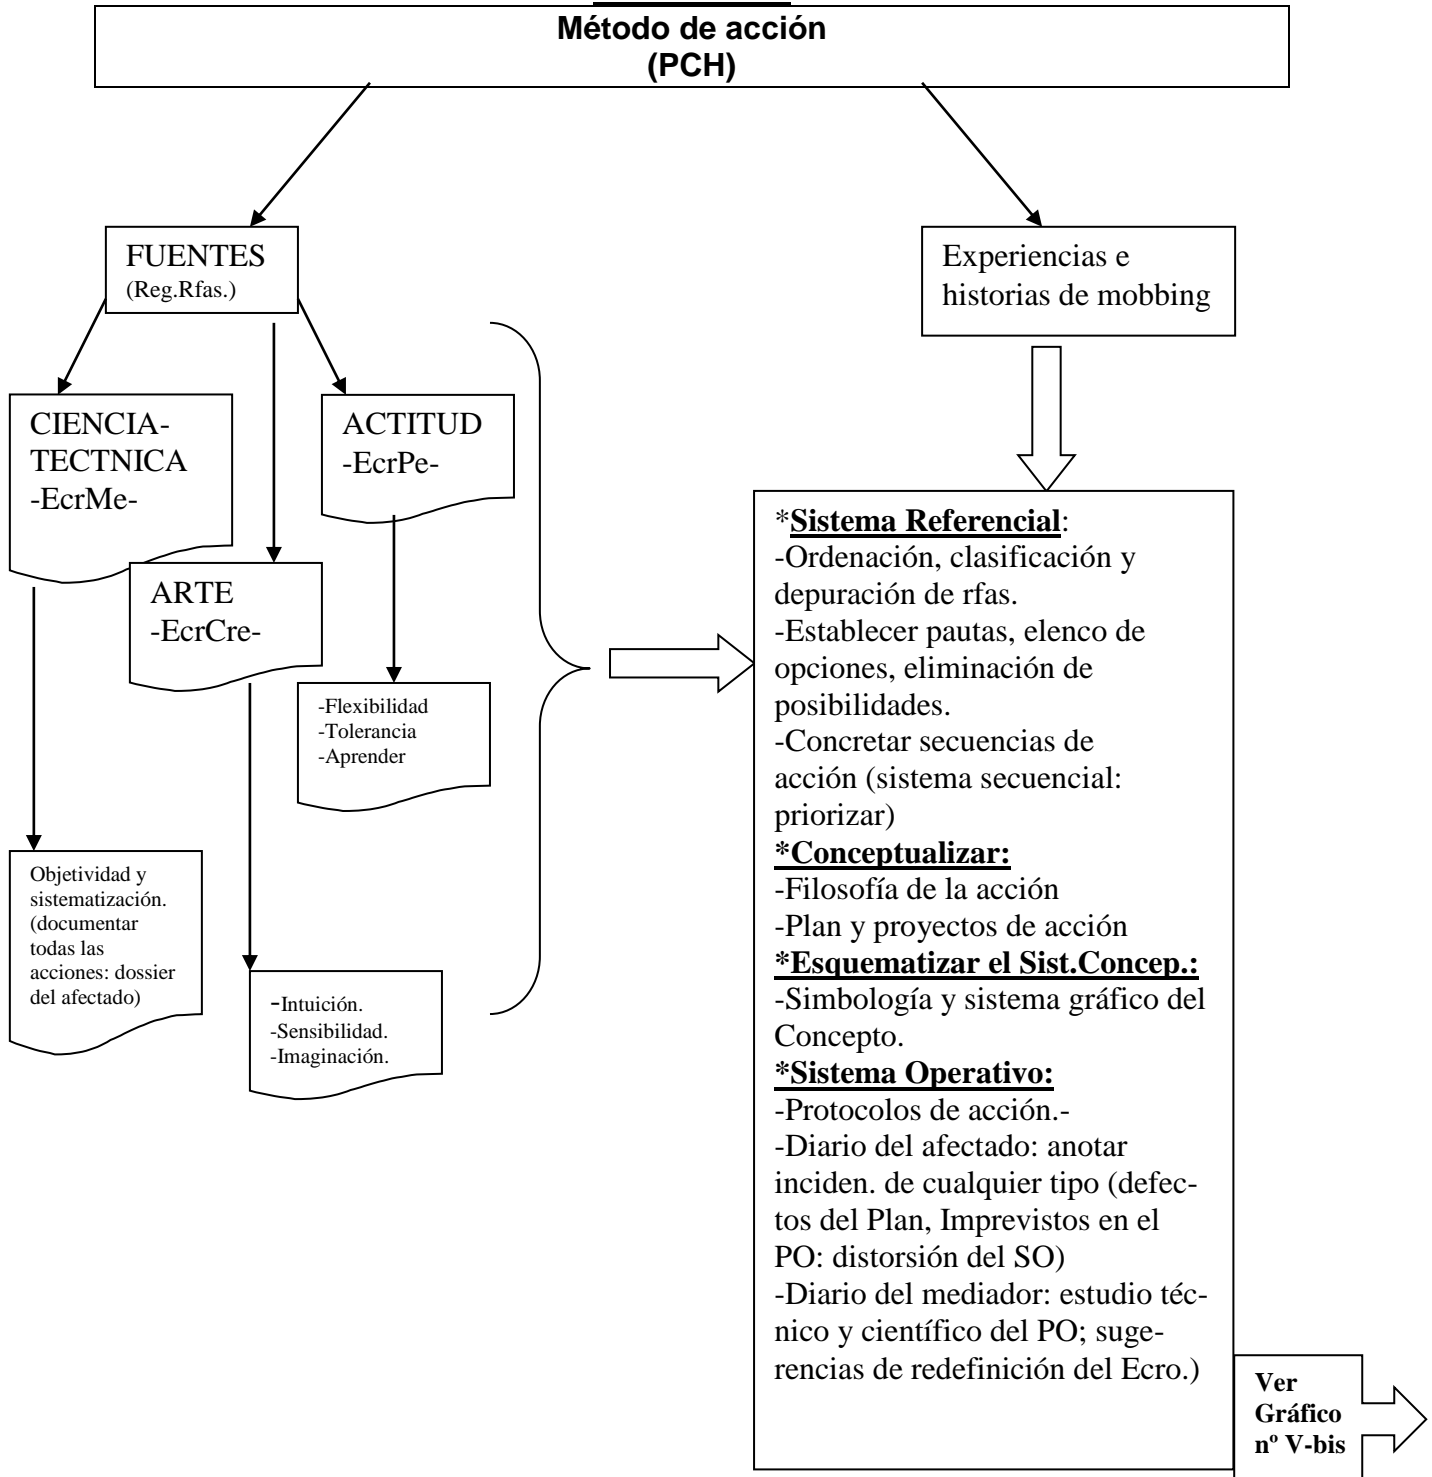 Método de acción
(PCH)
FUENTES
(Reg.Rfas.)
Experiencias e
historias de mobbing
CIENCIA-
TECTNICA
-EcrMe-
ACTITUD
-EcrPe-
ARTE
-EcrCre-
-Flexibilidad
-Tolerancia
-Aprender
Objetividad y
sistematización.
(documentar
todas las
acciones: dossier
del afectado)
-Intuición.
-Sensibilidad.
-Imaginación.
*Sistema Referencial:
-Ordenación, clasificación y
depuración de rfas.
-Establecer pautas, elenco de
opciones, eliminación de
posibilidades.
-Concretar secuencias de
acción (sistema secuencial:
priorizar)
*Conceptualizar:
-Filosofía de la acción
-Plan y proyectos de acción
*Esquematizar el Sist.Concep.:
-Simbología y sistema gráfico del
Concepto.
*Sistema Operativo:
-Protocolos de acción.-
-Diario del afectado: anotar
inciden. de cualquier tipo (defec-
tos del Plan, Imprevistos en el
PO: distorsión del SO)
-Diario del mediador: estudio téc-
nico y científico del PO; suge-
rencias de redefinición del Ecro.)
Ver
Gráfico
nº V-bis